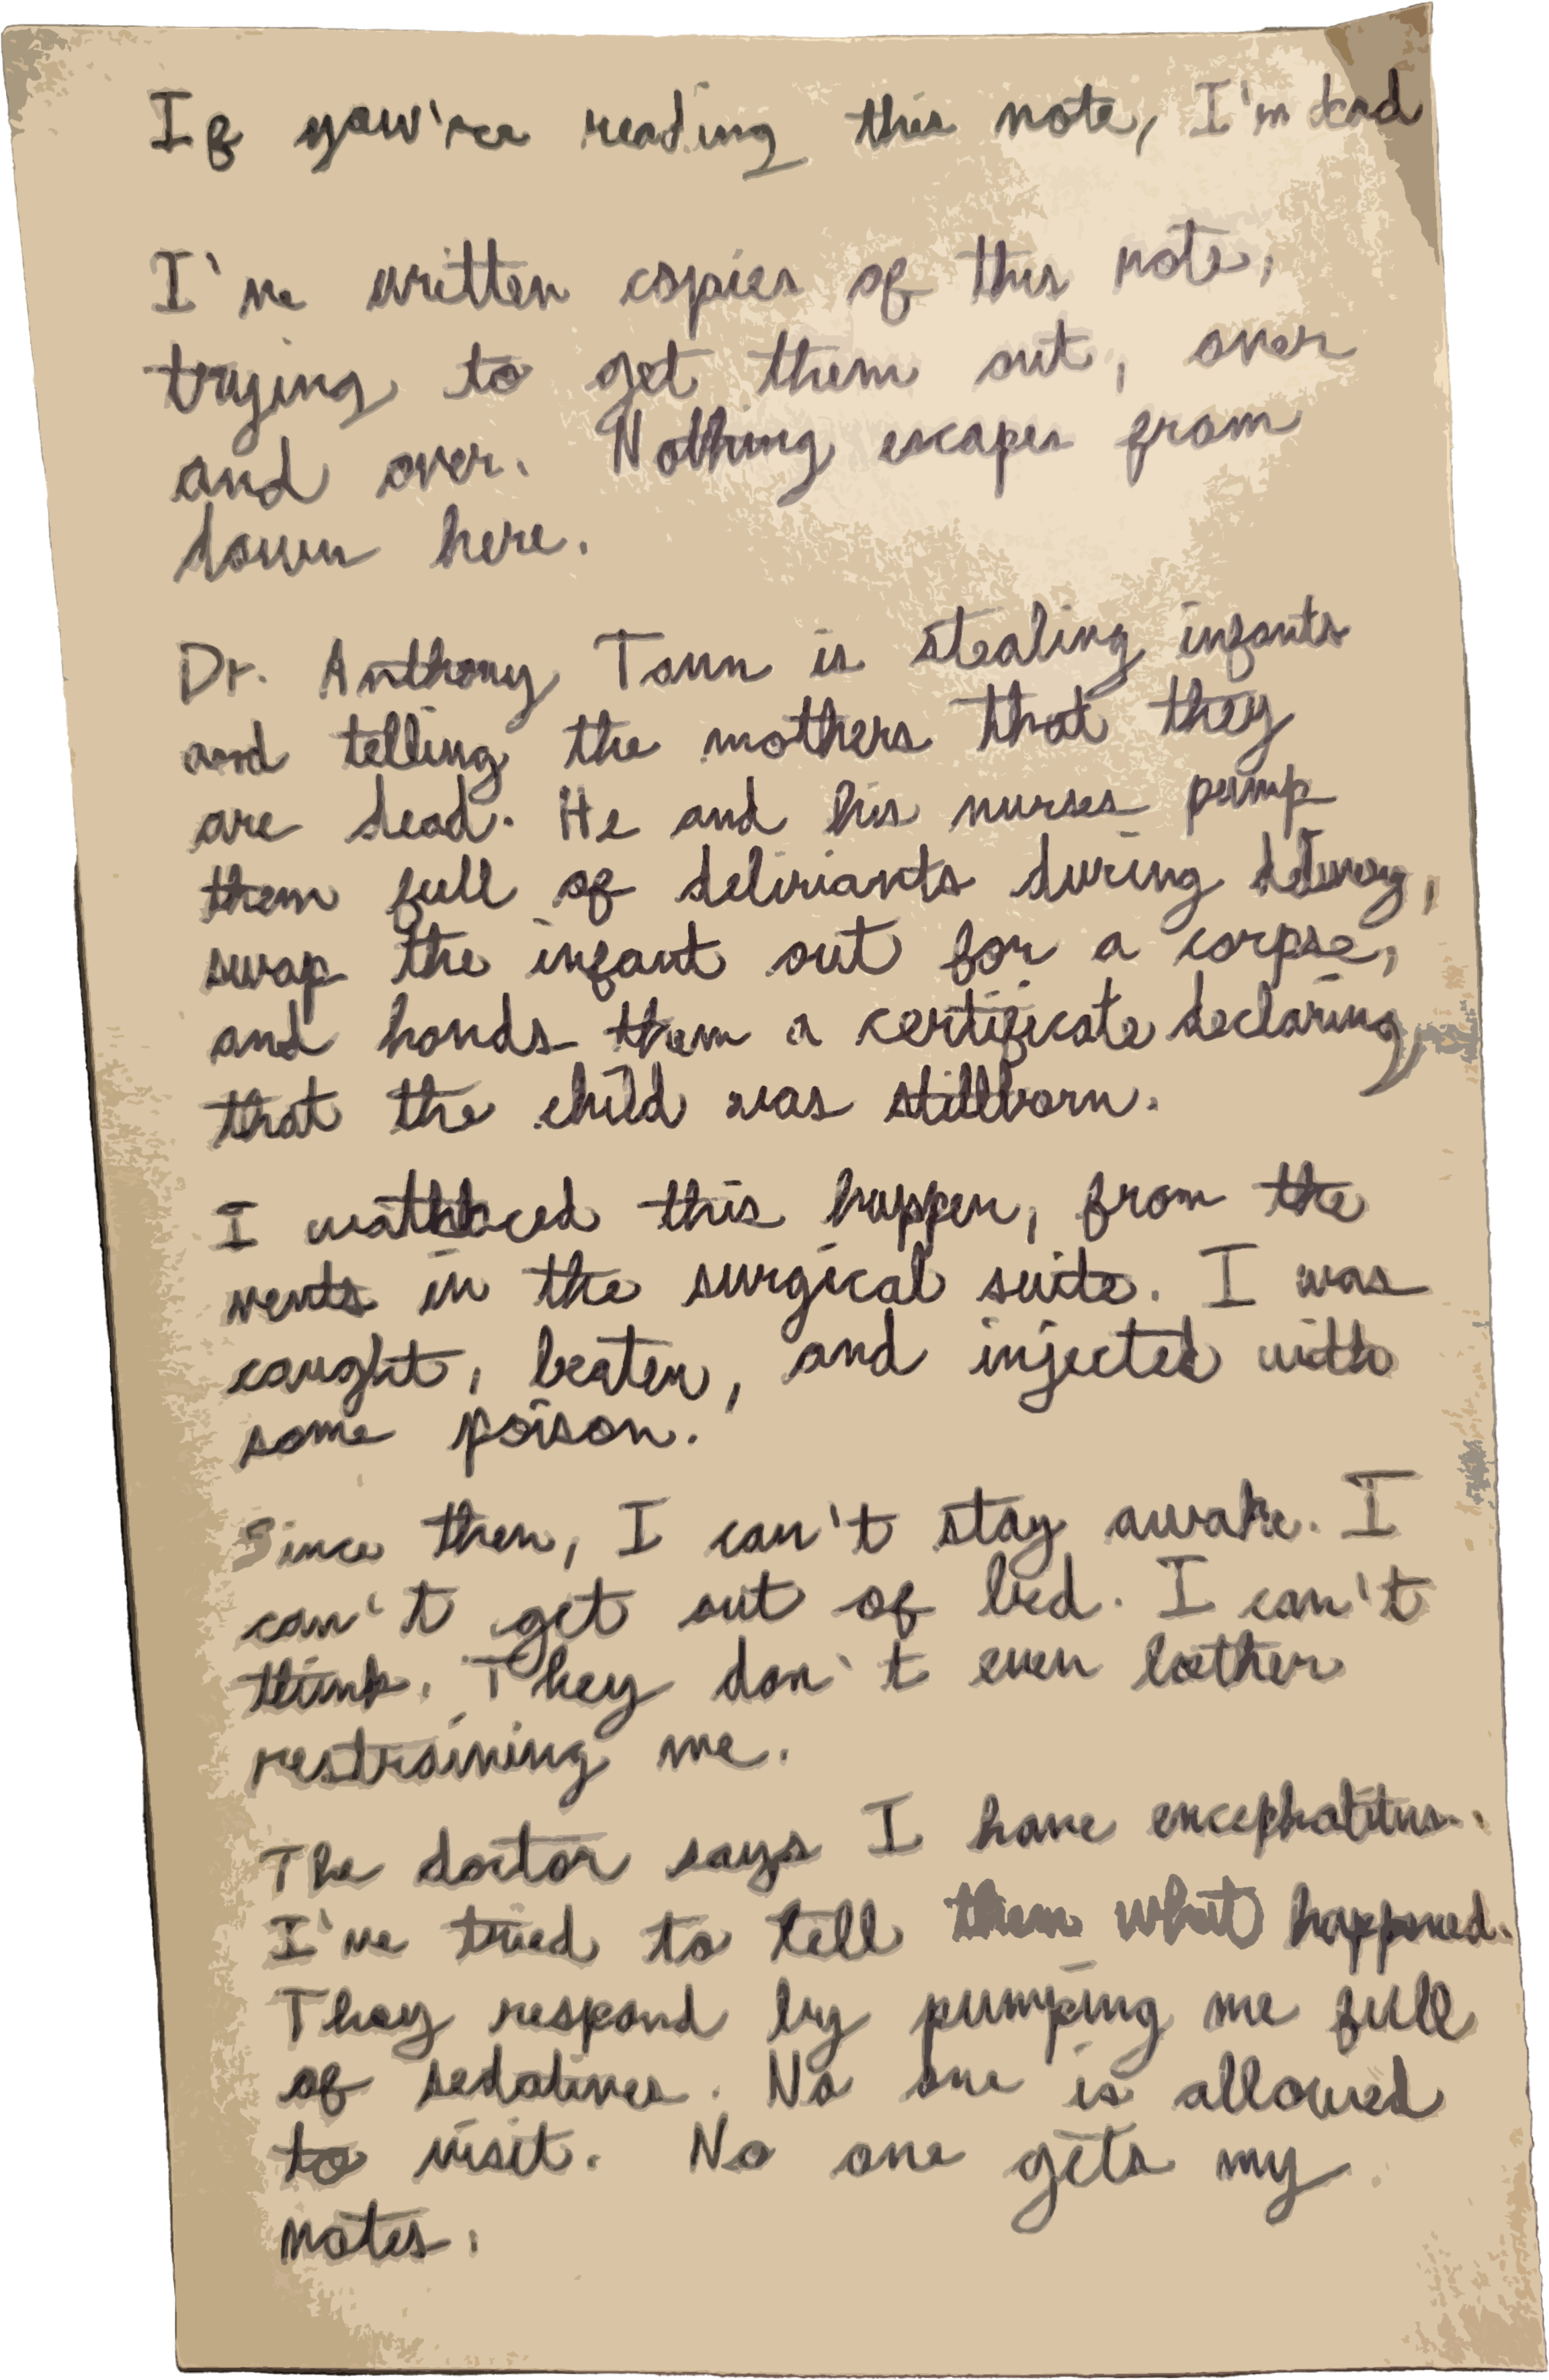 If you're reading this note, I'm dead
I've written copies of this note,
trying to get them out, over
and over. Nothing escapes from
down here.
Dr. Anthony Tann is stealing infants
and telling the mothers that they
are dead. He and his nurses pump
them full of deliriants during delivery,
swap the infant out for a corpse,
and hands them a certificate declaring
that the child was stillborn.
I this happen, from the
vents in the surgical suite. I was
caught, beaten, and injected with
some poison.
Since then, I can't stay awake. I
can't get out of bed. I can't
think. They don't even bother
restraining me.
The doctor says I have encephalitus.
I've tried to tell them what happened.
They respond by pumping me full
of sedatives. No one is allowed
to visit. No one gets my
notes.